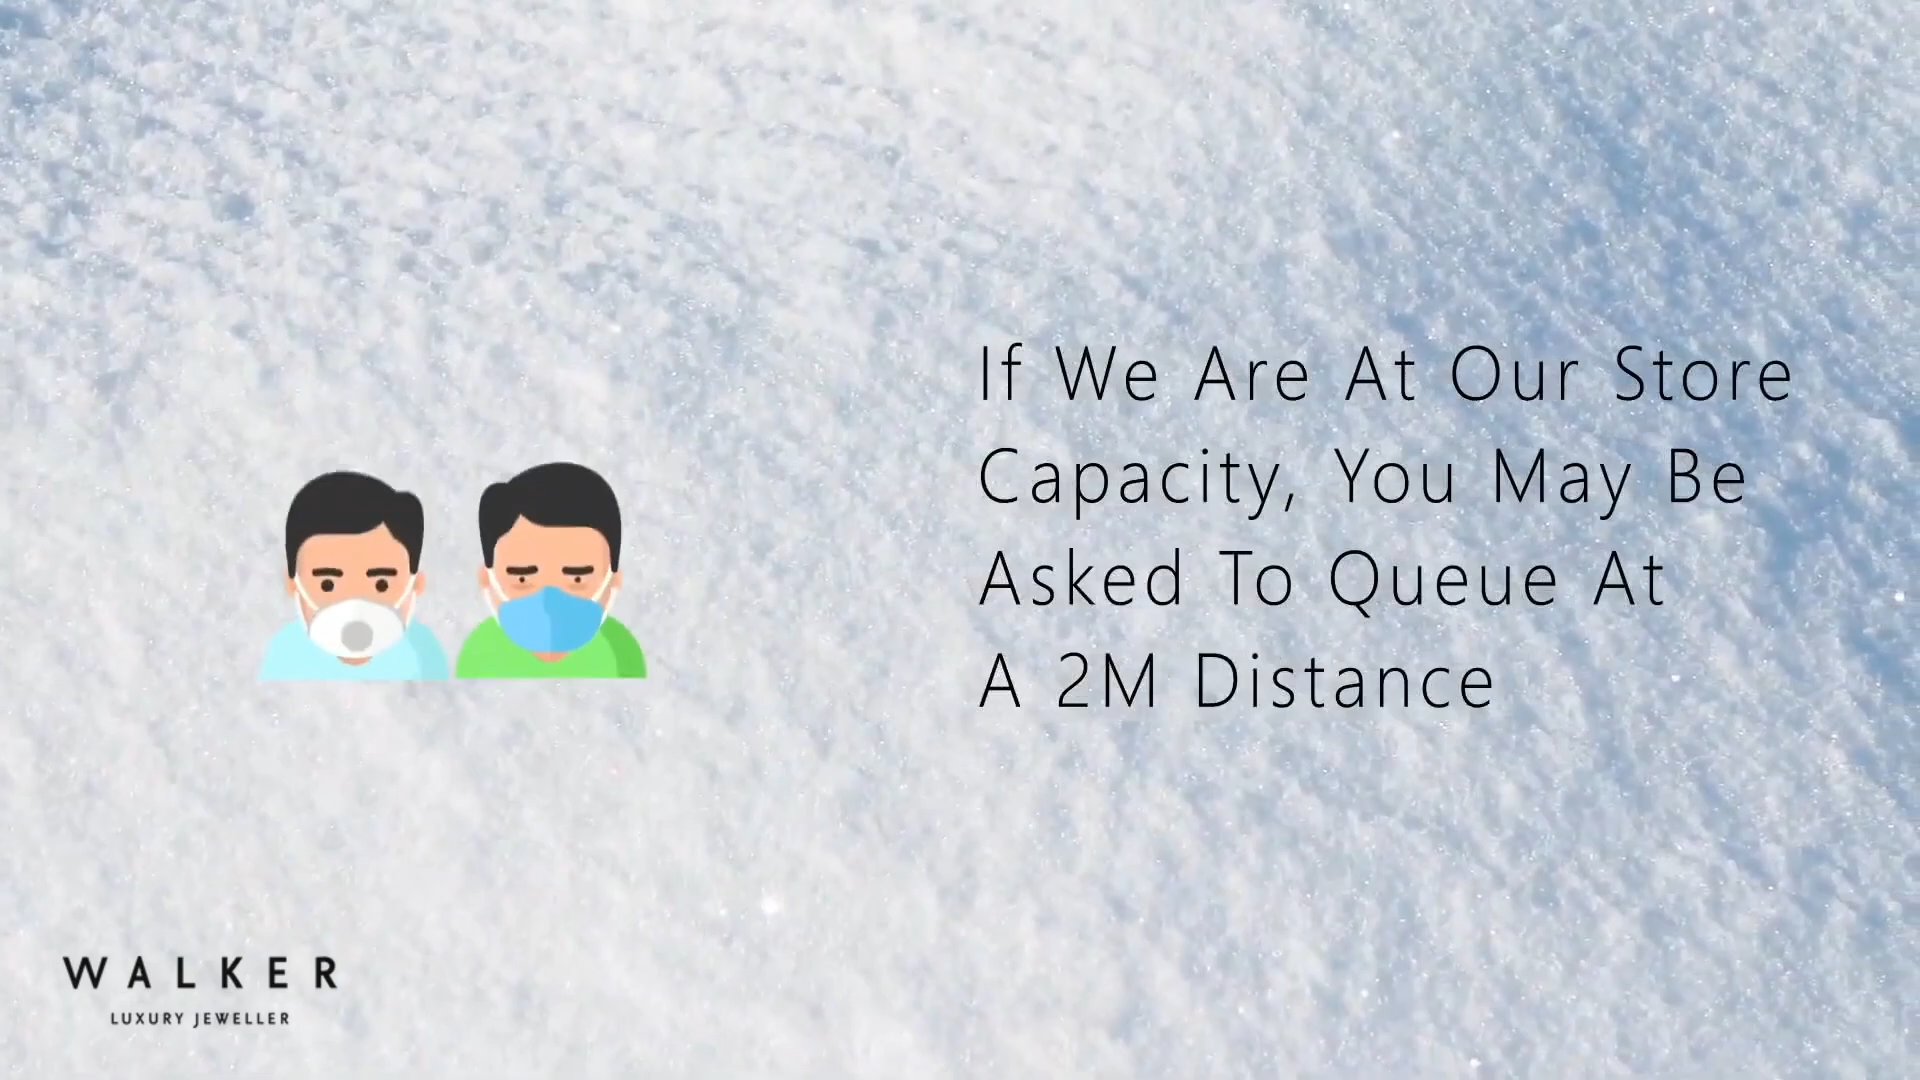 If We Are At Our Store
Capacity, You May Be
Asked To Queue At
A 2M Distance
WALKER
LUXURY JEWELLER